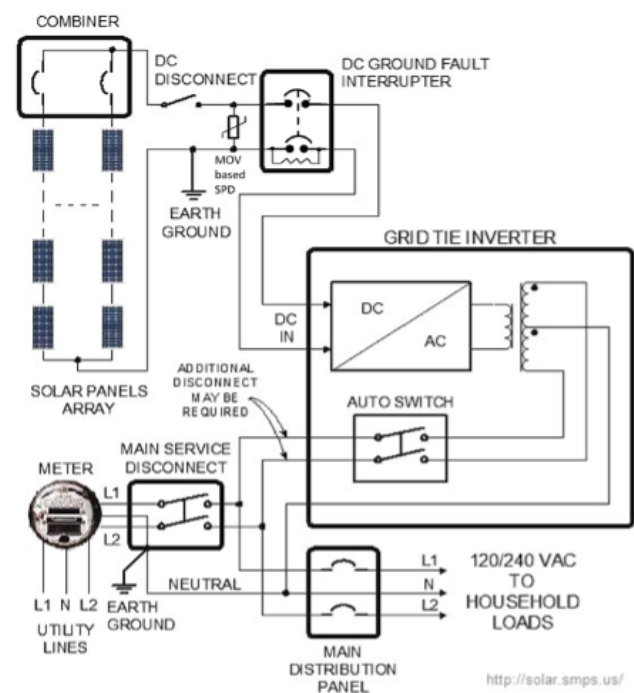 COMBINER
DC
DISCONNECT
DC GROUND FAULT
INTERRUPTER
MOV
based
SPD
EARTH
GROUND
GRID TIE INVERTER
DC
AC
DC
IN
SOLAR PANELS
ARRAY
ADDITIONAL
DISCONNECT
MAY BE
REQUIRED
AUTO SWITCH
MAIN SERVICE
DISCONNECT
METER
L1
L2
L1 N L2
UTILITY
LINES
EARTH
GROUND
NEUTRAL
L1
N
L2
120/240 VAC
TO
HOUSEHOLD
LOADS
MAIN
DISTRIBUTION
PANEL
http://solar.smps.us/